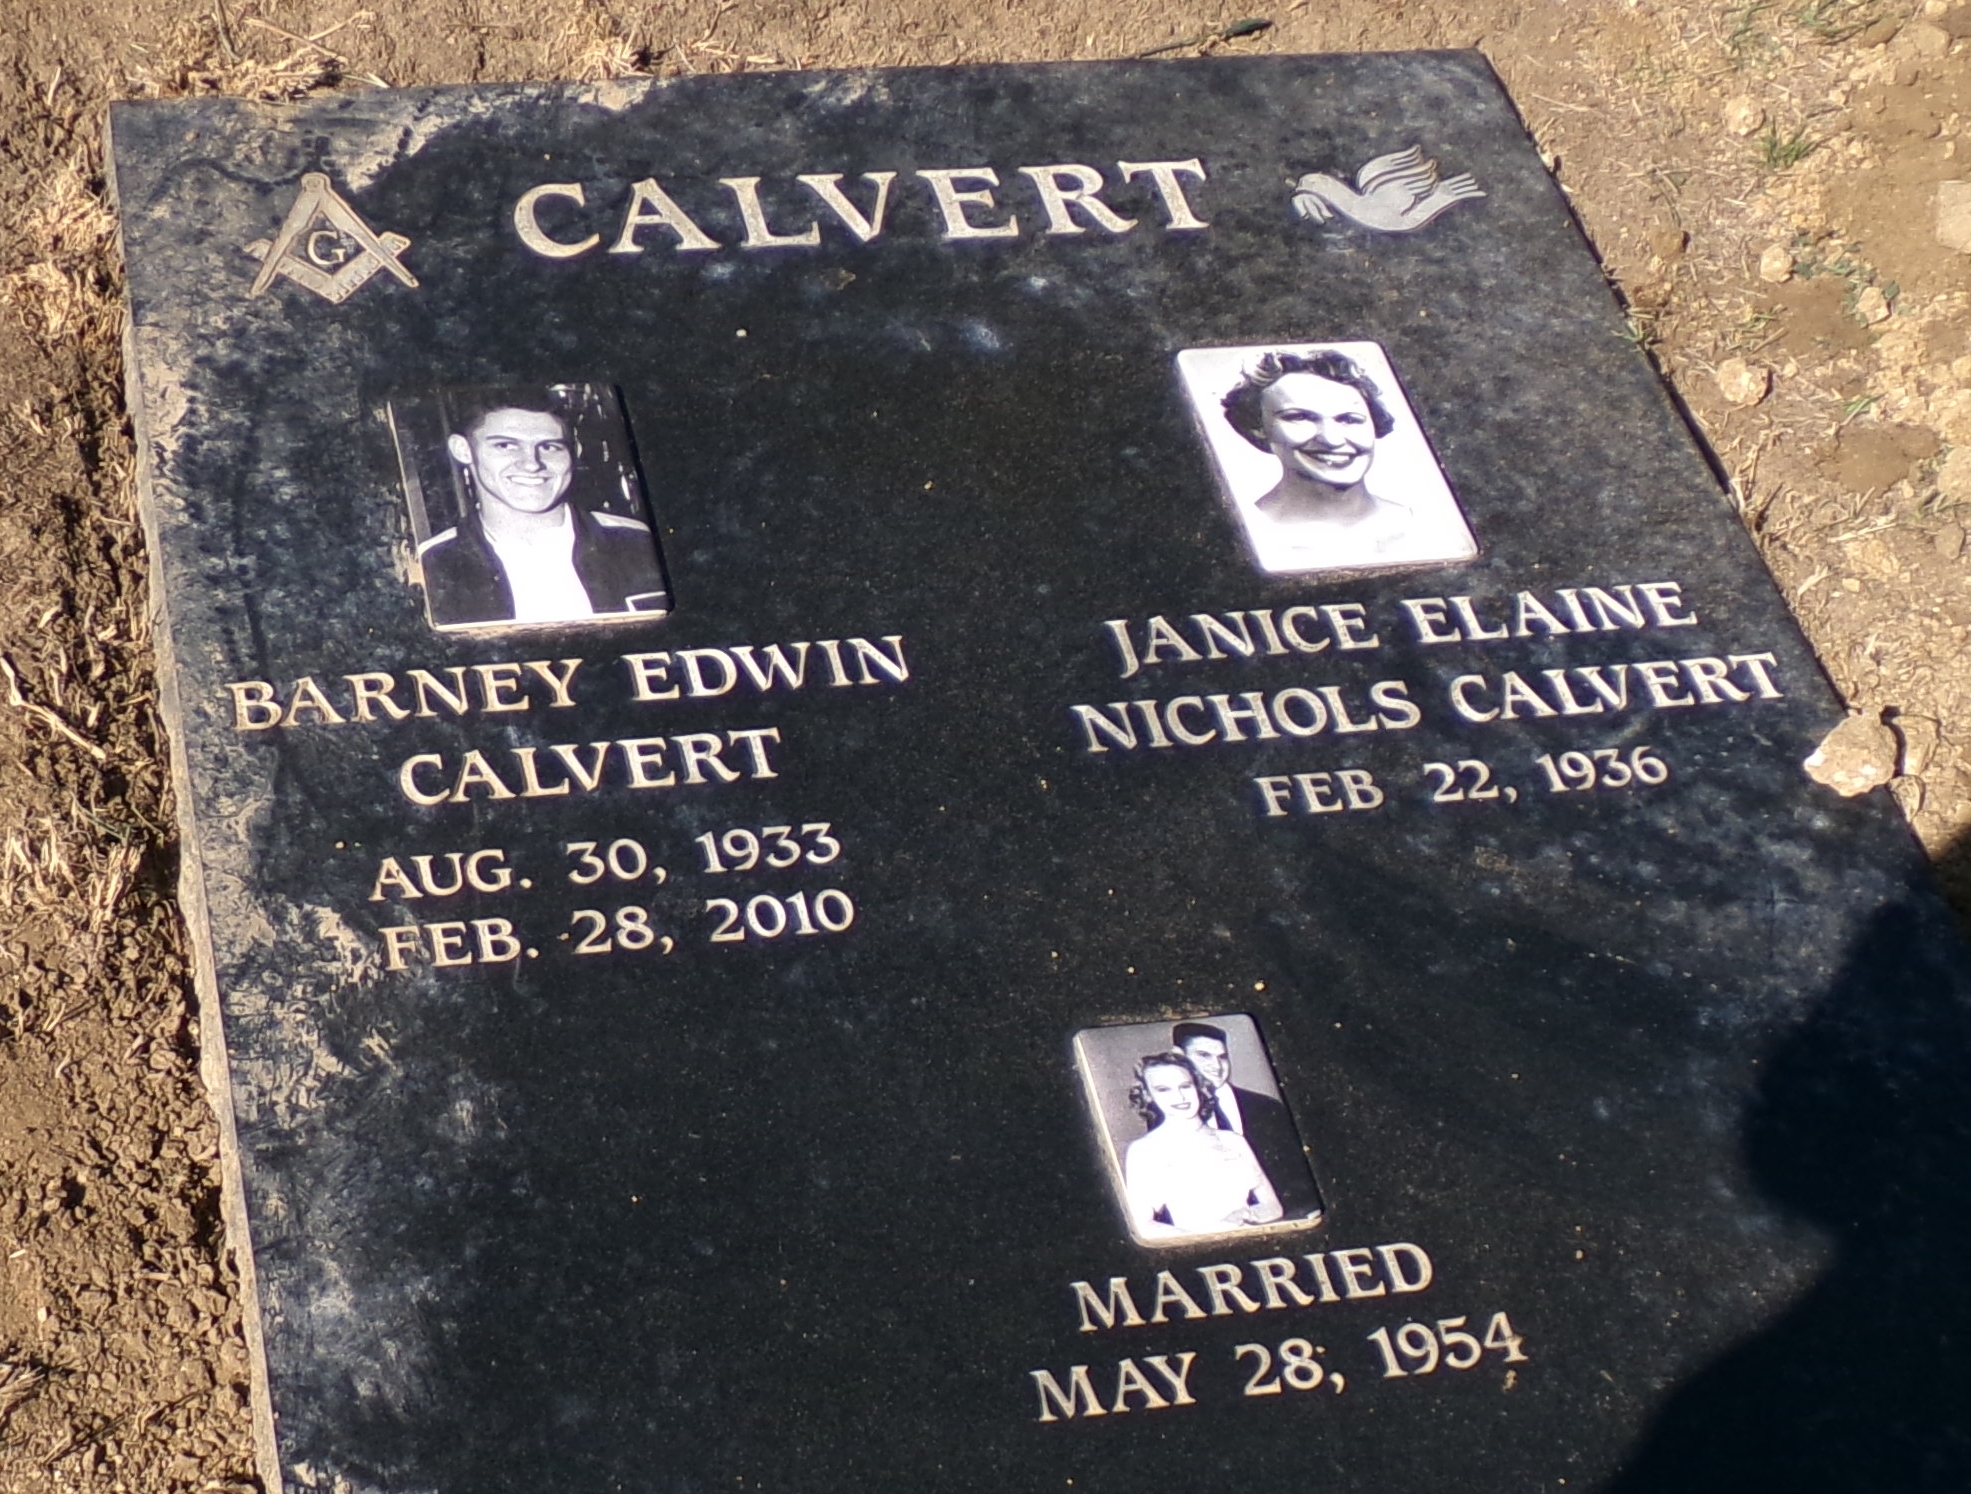 G
CALVERT
BARNEY EDWIN
CALVERT
AUG. 30, 1933
FEB. 28, 2010
JANICE ELAINE
NICHOLS CALVERT
FEB 22, 1936
MARRIED
MAY 28, 1954